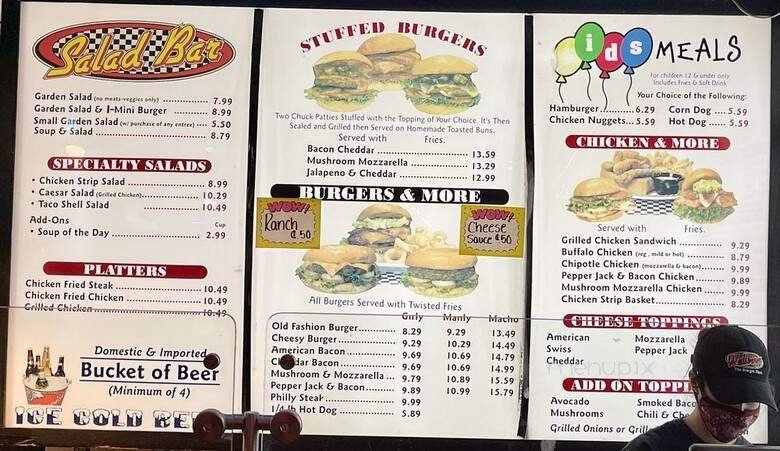 Salad Bar
Garden Salad (no meats-veggies only) 7.99
Garden Salad & 1-Mini Burger 8.99
Small Garden Salad (w/ purchase of any entree) 5.50
Soup & Salad 8.79
SPECIALTY SALADS
• Chicken Strip Salad 8.99
• Caesar Salad (Grilled Chicken) 10.29
• Taco Shell Salad 10.49
Add-Ons Cup
• Soup of the Day 2.99
PLATTERS
Chicken Fried Steak 10.49
Chicken Fried Chicken 10.49
Grilled Chicken 10.49
Domestic & Imported
Bucket of Beer
(Minimum of 4)
ICE COLD BEER
STUFFED BURGERS
Two Chuck Patties Stuffed with the Topping of Your Choice. It's Then
Sealed and Grilled then Served on Homemade Toasted Buns.
Served with Fries.
Bacon Cheddar 13.59
Mushroom Mozzarella 13.29
Jalapeno & Cheddar 12.99
BURGERS & MORE
WOW!
Ranch
¢50
WOW!
Cheese
Sauce ¢50
All Burgers Served with Twisted Fries
Girly Manly Macho
Old Fashion Burger 8.29 9.29 13.49
Cheesy Burger 9.29 10.29 14.49
American Bacon 9.69 10.69 14.79
Cheddar Bacon 9.69 10.69 14.99
Mushroom & Mozzarella 9.79 10.89 15.59
Pepper Jack & Bacon 9.89 10.99 15.79
Philly Steak 9.99
1/4 lb Hot Dog 5.89
Kids MEALS
For children 12 & under only
Includes Fries & Soft Drink
Your Choice of the Following:
Hamburger 6.29 Corn Dog 5.59
Chicken Nuggets 5.59 Hot Dog 5.59
CHICKEN & MORE
Served with Fries.
Grilled Chicken Sandwich 9.29
Buffalo Chicken (reg, mild or hot) 8.79
Chipotle Chicken (mozzarella & bacon) 9.99
Pepper Jack & Bacon Chicken 9.89
Mushroom Mozzarella Chicken 9.99
Chicken Strip Basket 8.29
CHEESE TOPPINGS
American Mozzarella
Swiss Pepper Jack
Cheddar
menupix
ADD ON TOPPI
Avocado Smoked Baco
Mushrooms Chili & Che
Grilled Onions or Grille